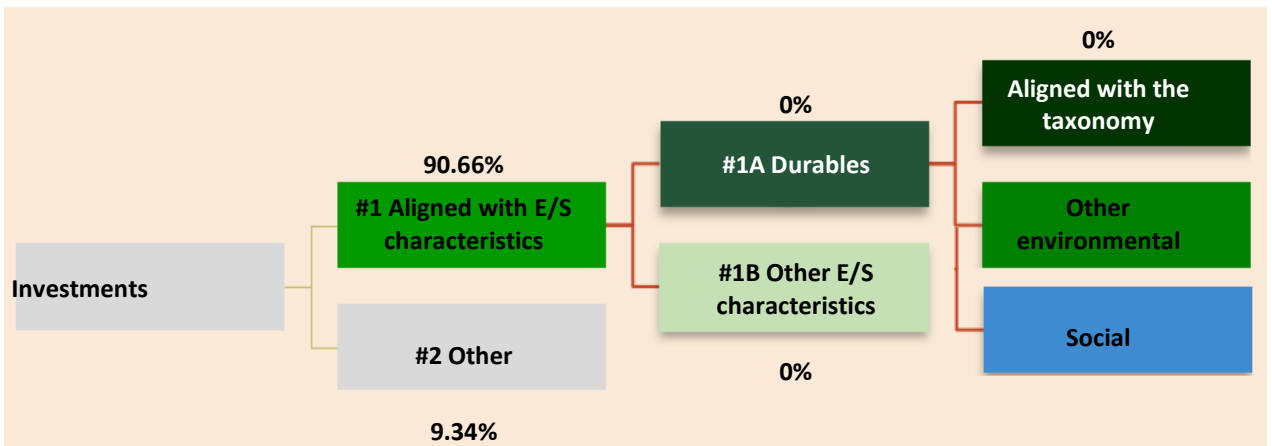 0%
Aligned with the
taxonomy
0%
#1A Durables
90.66%
#1 Aligned with E/S
characteristics
Other
environmental
#1B Other E/S
characteristics
Investments
Social
#2 Other
0%
9.34%